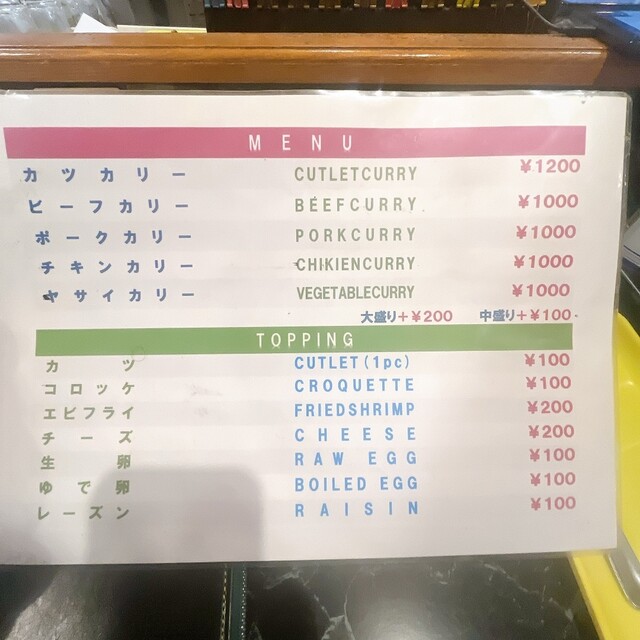 MENU
カツカリー CUTLETCURRY ¥1200
ビーフカリー BEEFCURRY ¥1000
ポークカリー PORKCURRY ¥1000
チキンカリー CHIKIENCURRY ¥1000
ヤサイカリー VEGETABLECURRY ¥1000
大盛り+¥200 中盛り+¥100
TOPPING
カツ CUTLET(1pc) ¥100
コロッケ CROQUETTE ¥100
エビフライ FRIEDSHRIMP ¥200
チーズ CHEESE ¥200
生卵 RAW EGG ¥100
ゆで卵 BOILED EGG ¥100
レーズン RAISIN ¥100